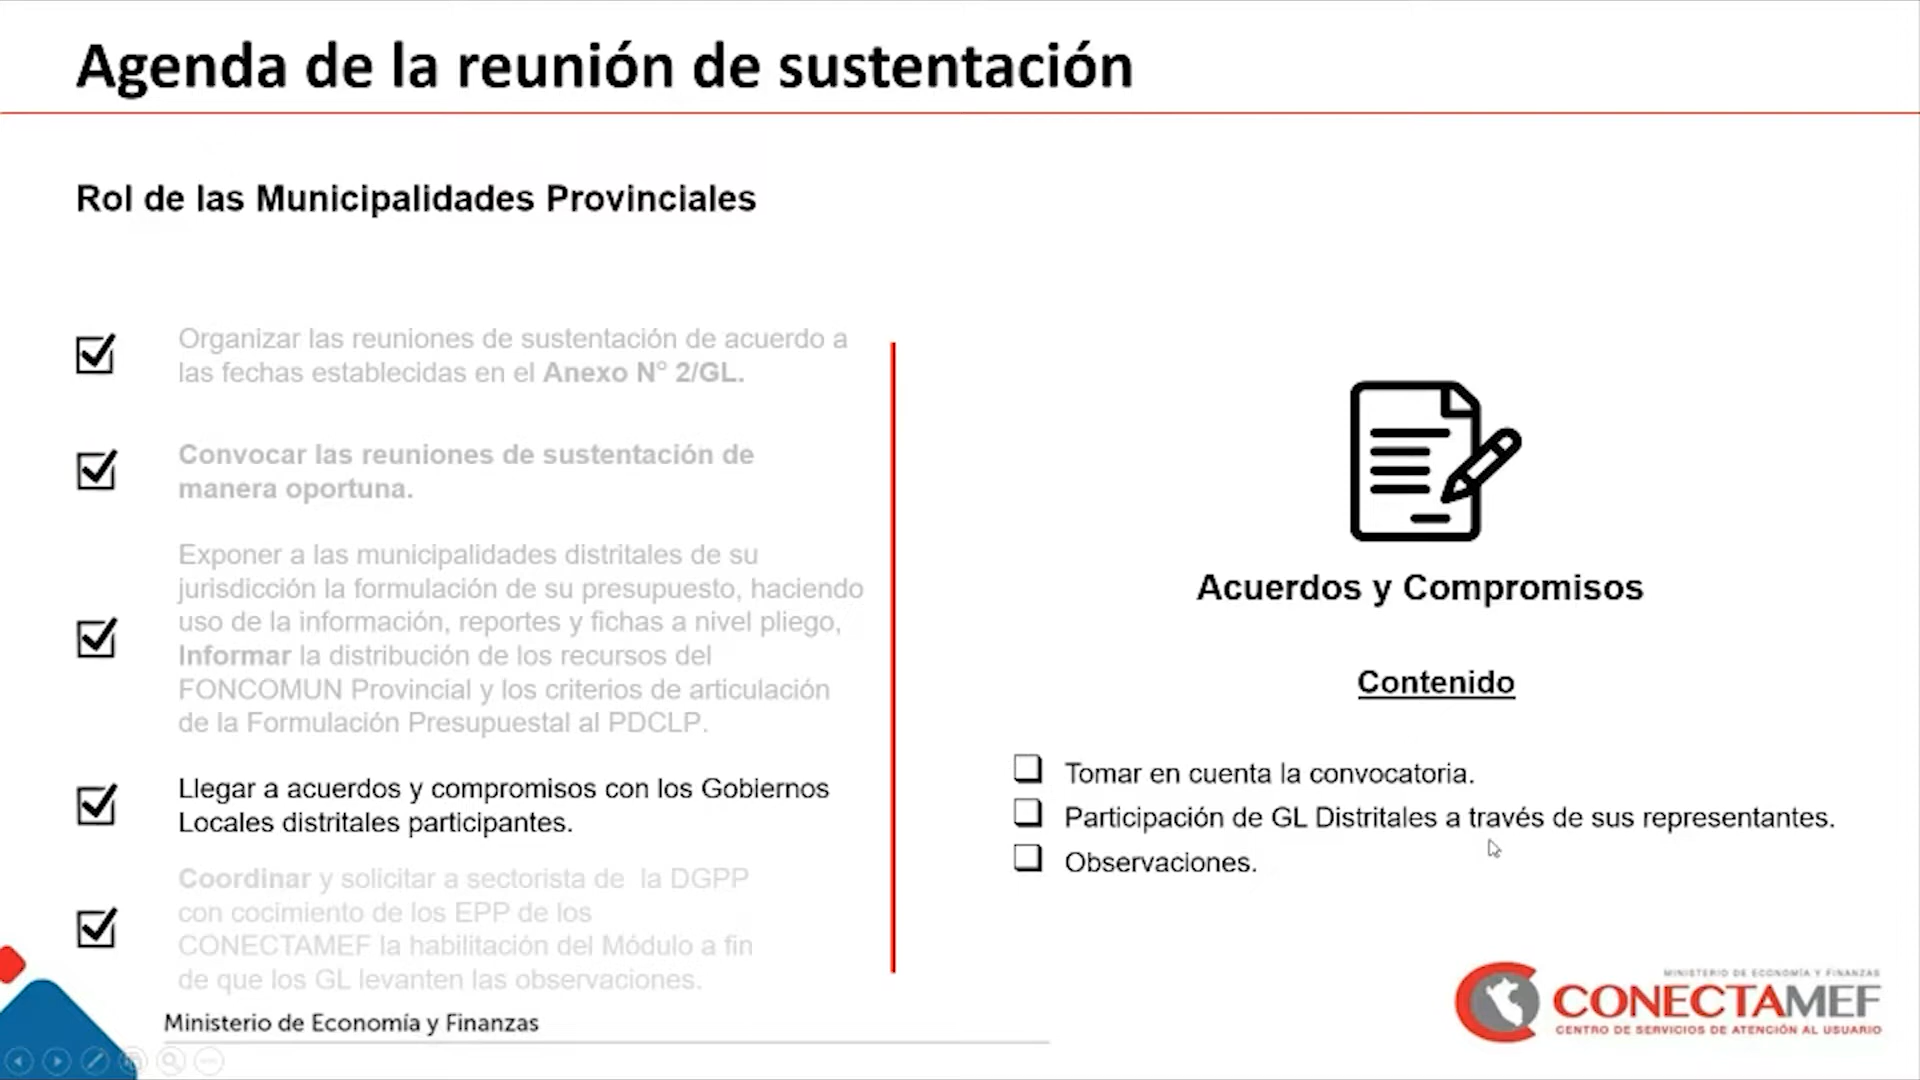 Agenda de la reunión de sustentación
Rol de las Municipalidades Provinciales
Organizar las reuniones de sustentación de acuerdo a
las fechas establecidas en el Anexo N° 2/GL.
Convocar las reuniones de sustentación de
manera oportuna.
Exponer a las municipalidades distritales de su
jurisdicción la formulación de su presupuesto, haciendo
uso de la información, reportes y fichas a nivel pliego,
Informar la distribución de los recursos del
FONCOMUN Provincial y los criterios de articulación
de la Formulación Presupuestal al PDCLP.
Llegar a acuerdos y compromisos con los Gobiernos
Locales distritales participantes.
Coordinar y solicitar a sectorista de la DGPP
con cocimiento de los EPP de los
CONECTAMEF la habilitación del Módulo a fin
de que los GL levanten las observaciones.
Acuerdos y Compromisos
Contenido
Tomar en cuenta la convocatoria.
Participación de GL Distritales a través de sus representantes.
Observaciones.
Ministerio de Economía y Finanzas
MINISTERIO DE ECONOMÍA Y FINANZAS
CONECTAMEF
CENTRO DE SERVICIOS DE ATENCIÓN AL USUARIO